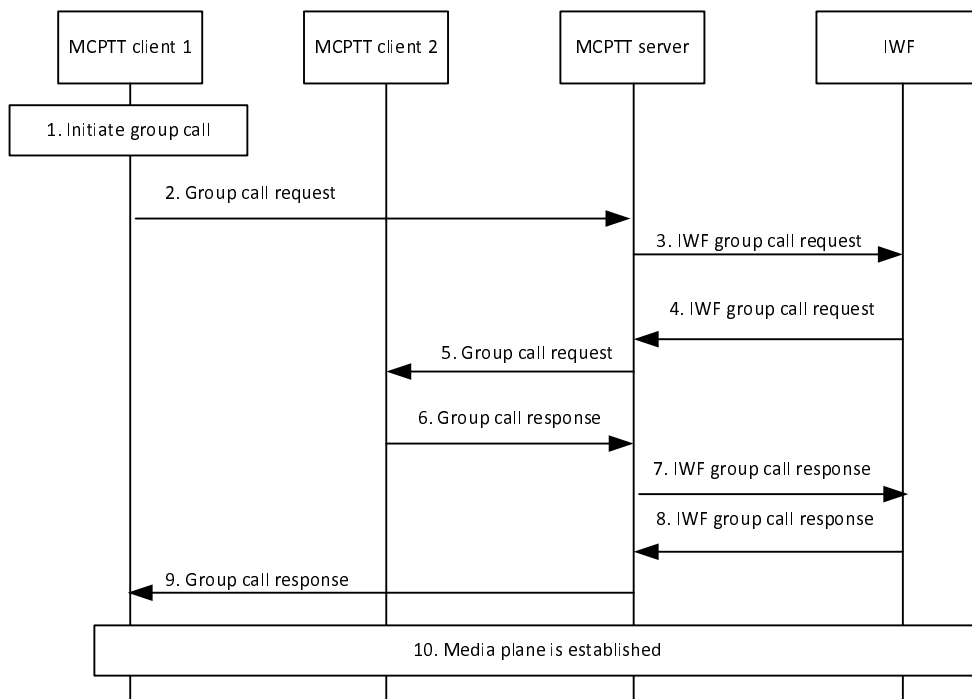 MCPTT client 1
MCPTT client 2
MCPTT server
IWF
1. Initiate group call
2. Group call request
3. IWF group call request
4. IWF group call request
5. Group call request
6. Group call response
7. IWF group call response
8. IWF group call response
9. Group call response
10. Media plane is established